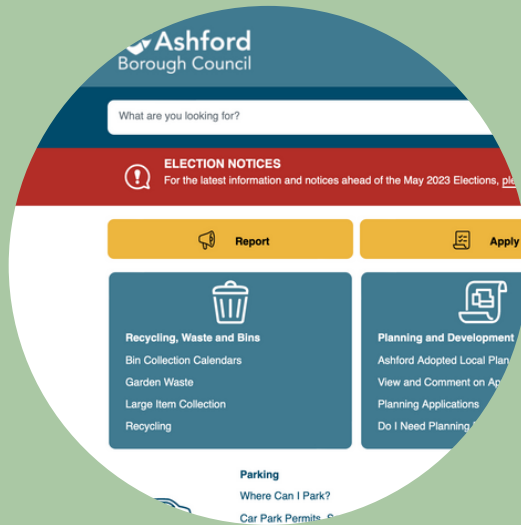 Ashford
Borough Council
What are you looking for?
ELECTION NOTICES
For the latest information and notices ahead of the May 2023 Elections,
Report
Apply
Recycling, Waste and Bins
Bin Collection Calendars
Garden Waste
Large Item Collection
Recycling
Planning and Development
Ashford Adopted Local Plan
View and Comment on
Planning Applications
Do I Need Planning
Parking
Where Can I Park?
Car Park Permits,